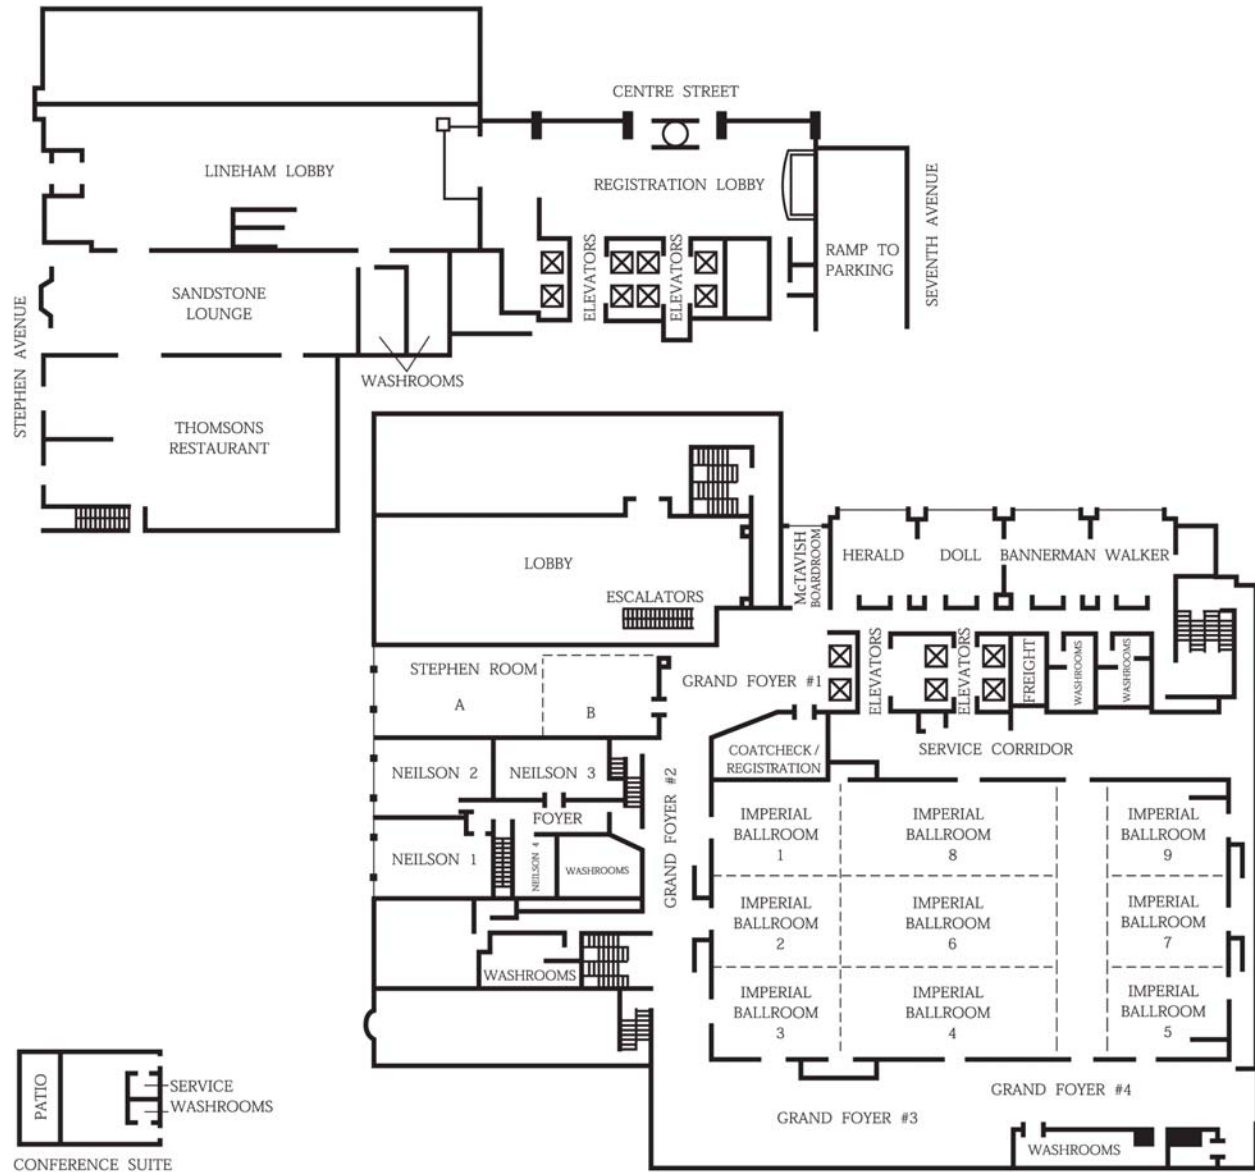 CENTRE STREET
LINEHAM LOBBY
REGISTRATION LOBBY
SEVENTH AVENUE
RAMP TO
PARKING
ELEVATORS
ELEVATORS
STEPHEN AVENUE
SANDSTONE
LOUNGE
WASHROOMS
THOMSONS
RESTAURANT
LOBBY
ESCALATORS
McTAVISH
BOARDROOM
HERALD
DOLL
BANNERMAN
WALKER
STEPHEN ROOM
A
B
GRAND FOYER #1
ELEVATORS
ELEVATORS
FREIGHT
WASHROOMS
WASHROOMS
COATCHECK/
REGISTRATION
SERVICE CORRIDOR
NEILSON 2
NEILSON 3
FOYER
NEILSON 1
NEILSON 4
WASHROOMS
GRAND FOYER #2
IMPERIAL
BALLROOM
1
IMPERIAL
BALLROOM
8
IMPERIAL
BALLROOM
9
IMPERIAL
BALLROOM
2
IMPERIAL
BALLROOM
6
IMPERIAL
BALLROOM
7
WASHROOMS
IMPERIAL
BALLROOM
3
IMPERIAL
BALLROOM
4
IMPERIAL
BALLROOM
5
GRAND FOYER #4
GRAND FOYER #3
WASHROOMS
PATIO
SERVICE
WASHROOMS
CONFERENCE SUITE